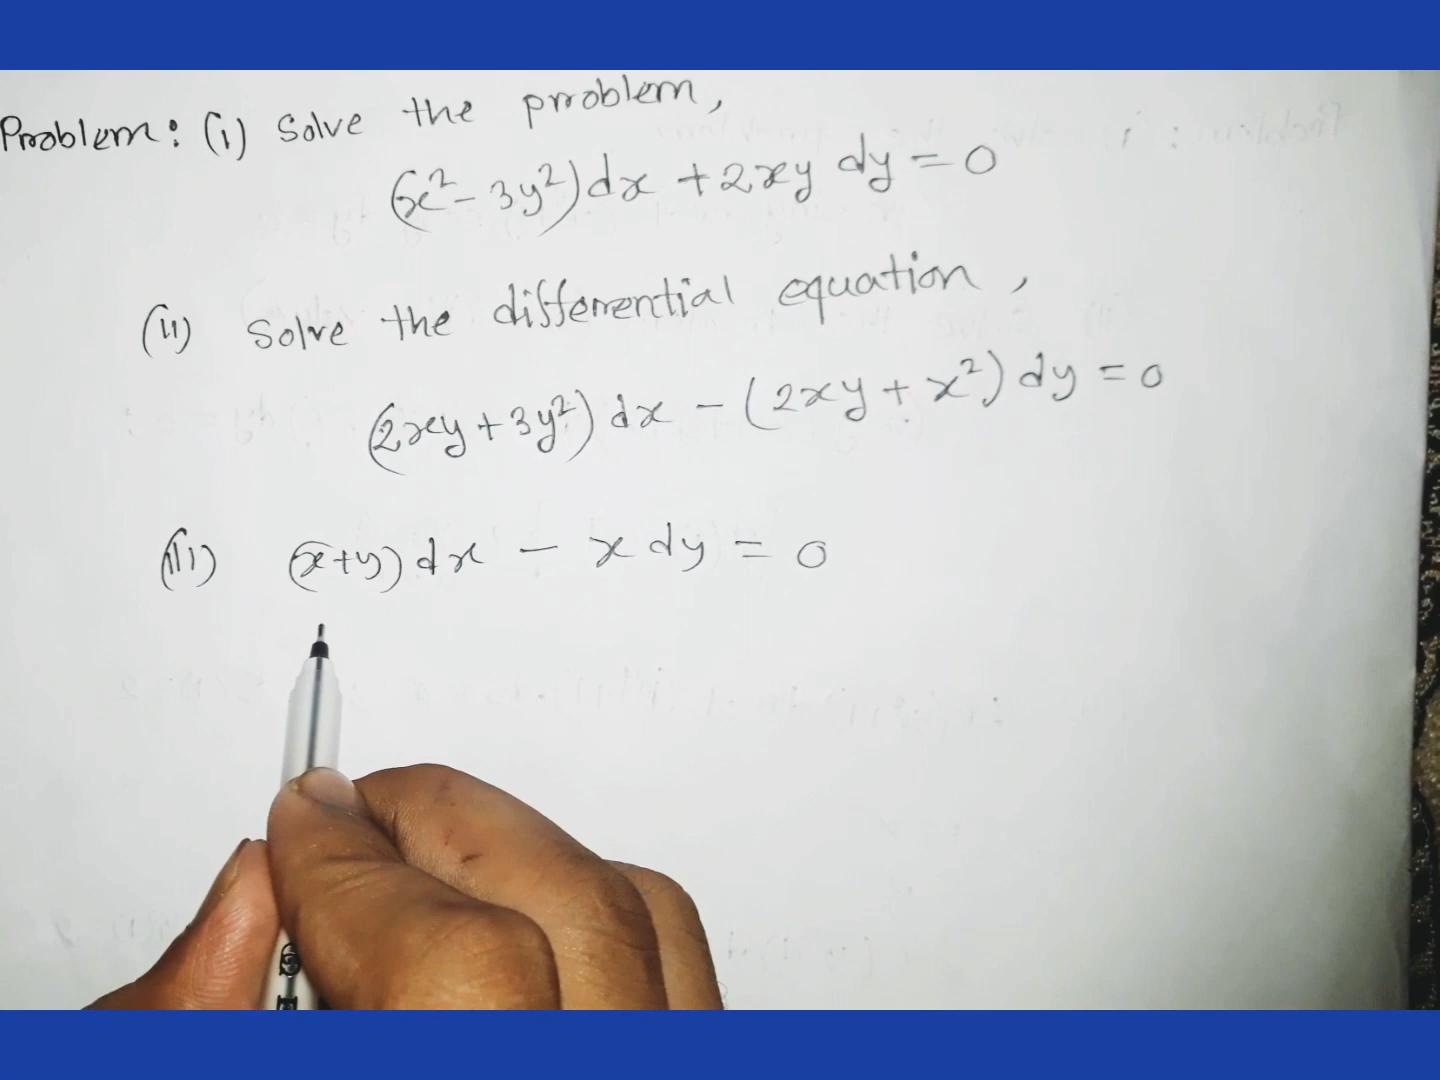 Problem: (i) Solve the problem,
(x² - 3y²)dx + 2xy dy = 0
(ii) Solve the differential equation,
(2xy + 3y²) dx - (2xy + x²) dy = 0
(iii) (x+y) dx - x dy = 0